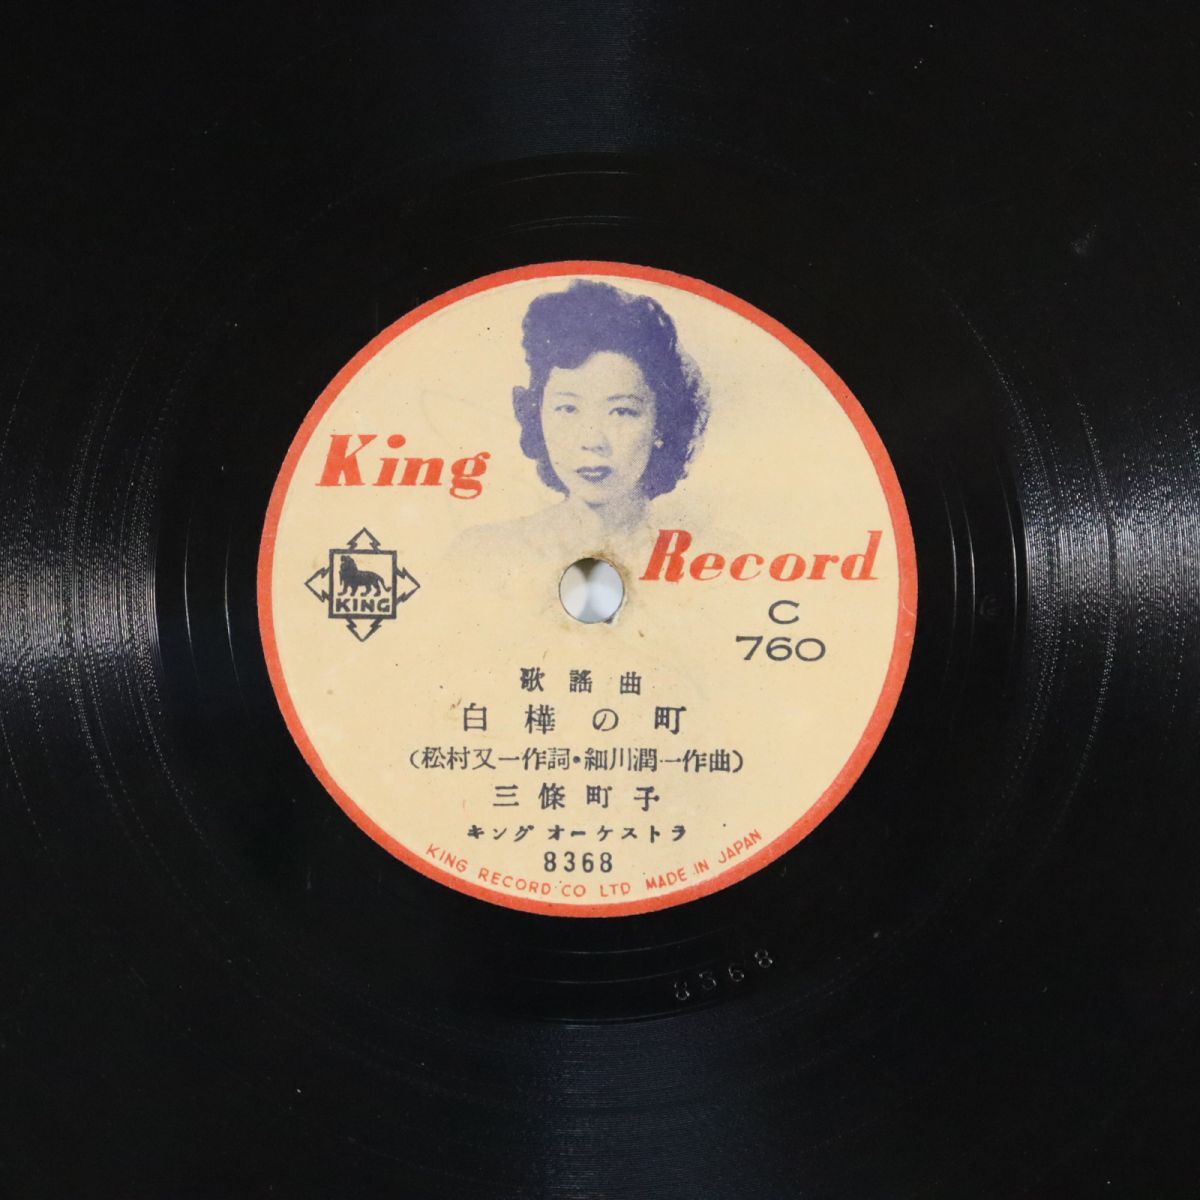 King
Record
KING
C
760
歌謠曲
白樺の町
(松村又一作詞・細川潤一作曲)
三條町子
キングオーケストラ
8368
KING RECORD CO LTD MADE IN JAPAN
8368